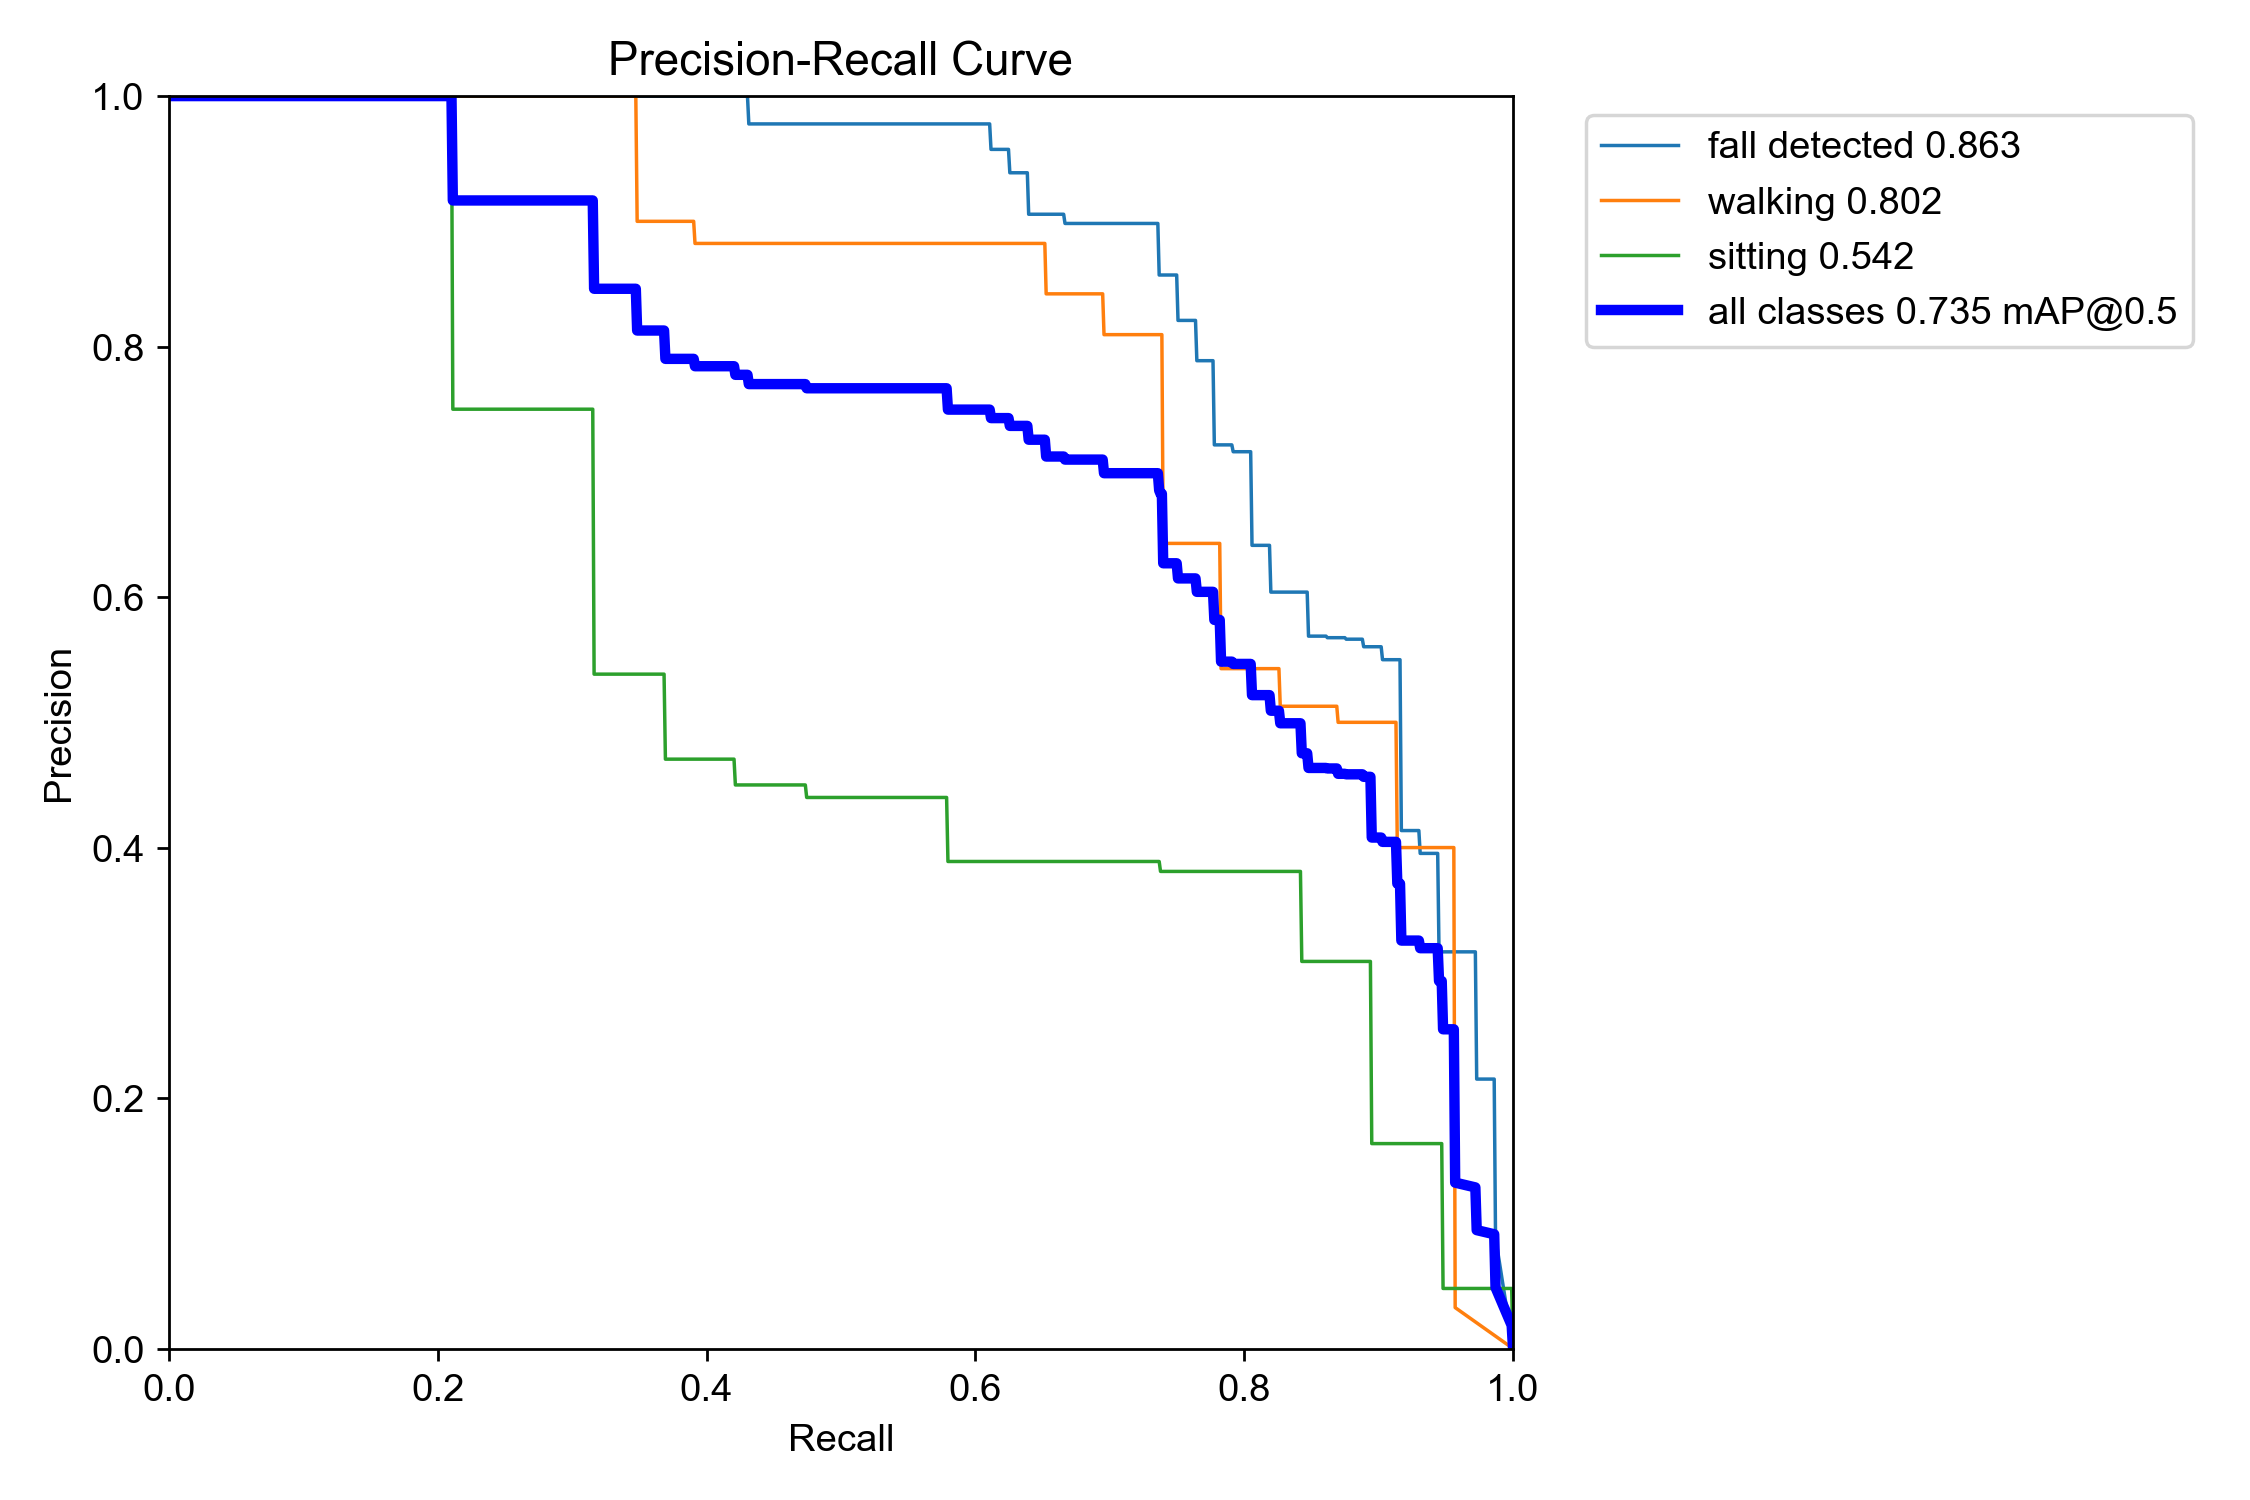 Precision-Recall Curve
1.0
0.8
0.6
0.4
0.2
0.0
Precision
0.0 0.2 0.4 0.6 0.8 1.0
Recall
fall detected 0.863
walking 0.802
sitting 0.542
all classes 0.735 mAP@0.5